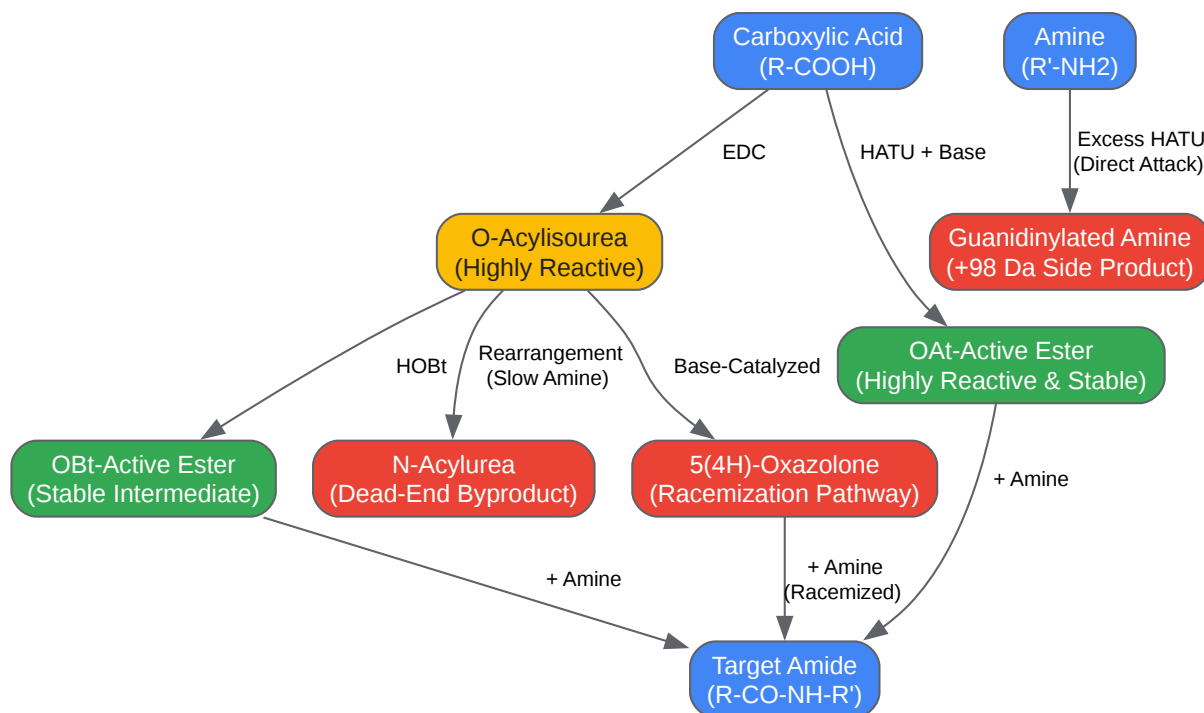 Carboxylic Acid
(R-COOH)
Amine
(R'-NH2)
EDC
HATU + Base
Excess HATU
(Direct Attack)
O-Acylisourea
(Highly Reactive)
Guanidinylated Amine
(+98 Da Side Product)
HOBt
Rearrangement
(Slow Amine)
Base-Catalyzed
OAt-Active Ester
(Highly Reactive & Stable)
OBt-Active Ester
(Stable Intermediate)
N-Acylurea
(Dead-End Byproduct)
5(4H)-Oxazolone
(Racemization Pathway)
+ Amine
+ Amine
+ Amine
(Racemized)
Target Amide
(R-CO-NH-R')